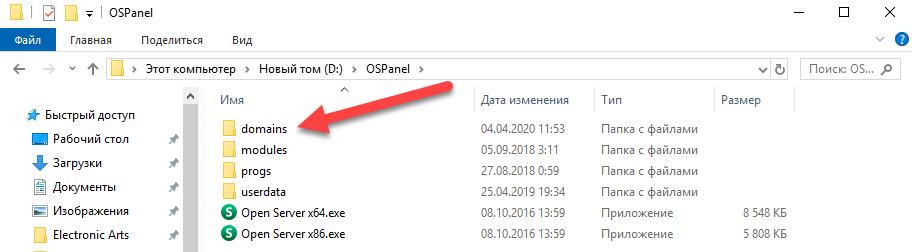 OSPanel
Файл Главная Поделиться Вид
Этот компьютер Новый том (D:) OSPanel Поиск: OS...
Имя Дата изменения Тип Размер
Быстрый доступ
Рабочий стол
Загрузки
Документы
Изображения
Electronic Arts
domains 04.04.2020 11:53 Папка с файлами
modules 05.09.2018 3:11 Папка с файлами
progs 27.08.2018 0:59 Папка с файлами
userdata 25.04.2019 19:34 Папка с файлами
Open Server x64.exe 08.10.2016 13:59 Приложение 8 548 КБ
Open Server x86.exe 08.10.2016 13:59 Приложение 5 808 КБ